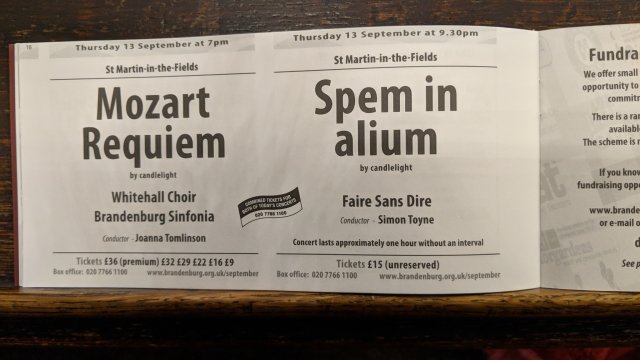 16
Thursday 13 September at 7pm
St Martin-in-the-Fields
Mozart
Requiem
by candlelight
Whitehall Choir
Brandenburg Sinfonia
Conductor - Joanna Tomlinson
Tickets £36 (premium) £32 £29 £22 £16 £9
Box office: 020 7766 1100 www.brandenburg.org.uk/september
COMBINED TICKETS FOR
BOTH OF TODAY'S CONCERTS
020 7766 1100
Thursday 13 September at 9.30pm
St Martin-in-the-Fields
Spem in
alium
by candlelight
Faire Sans Dire
Conductor - Simon Toyne
Concert lasts approximately one hour without an interval
Tickets £15 (unreserved)
Box office: 020 7766 1100 www.brandenburg.org.uk/september
Fundra
We offer small
opportunity to
commit
There is a ra
available
The scheme is
If you know
fundraising opp
www.brande
or e-mail o
d
See p